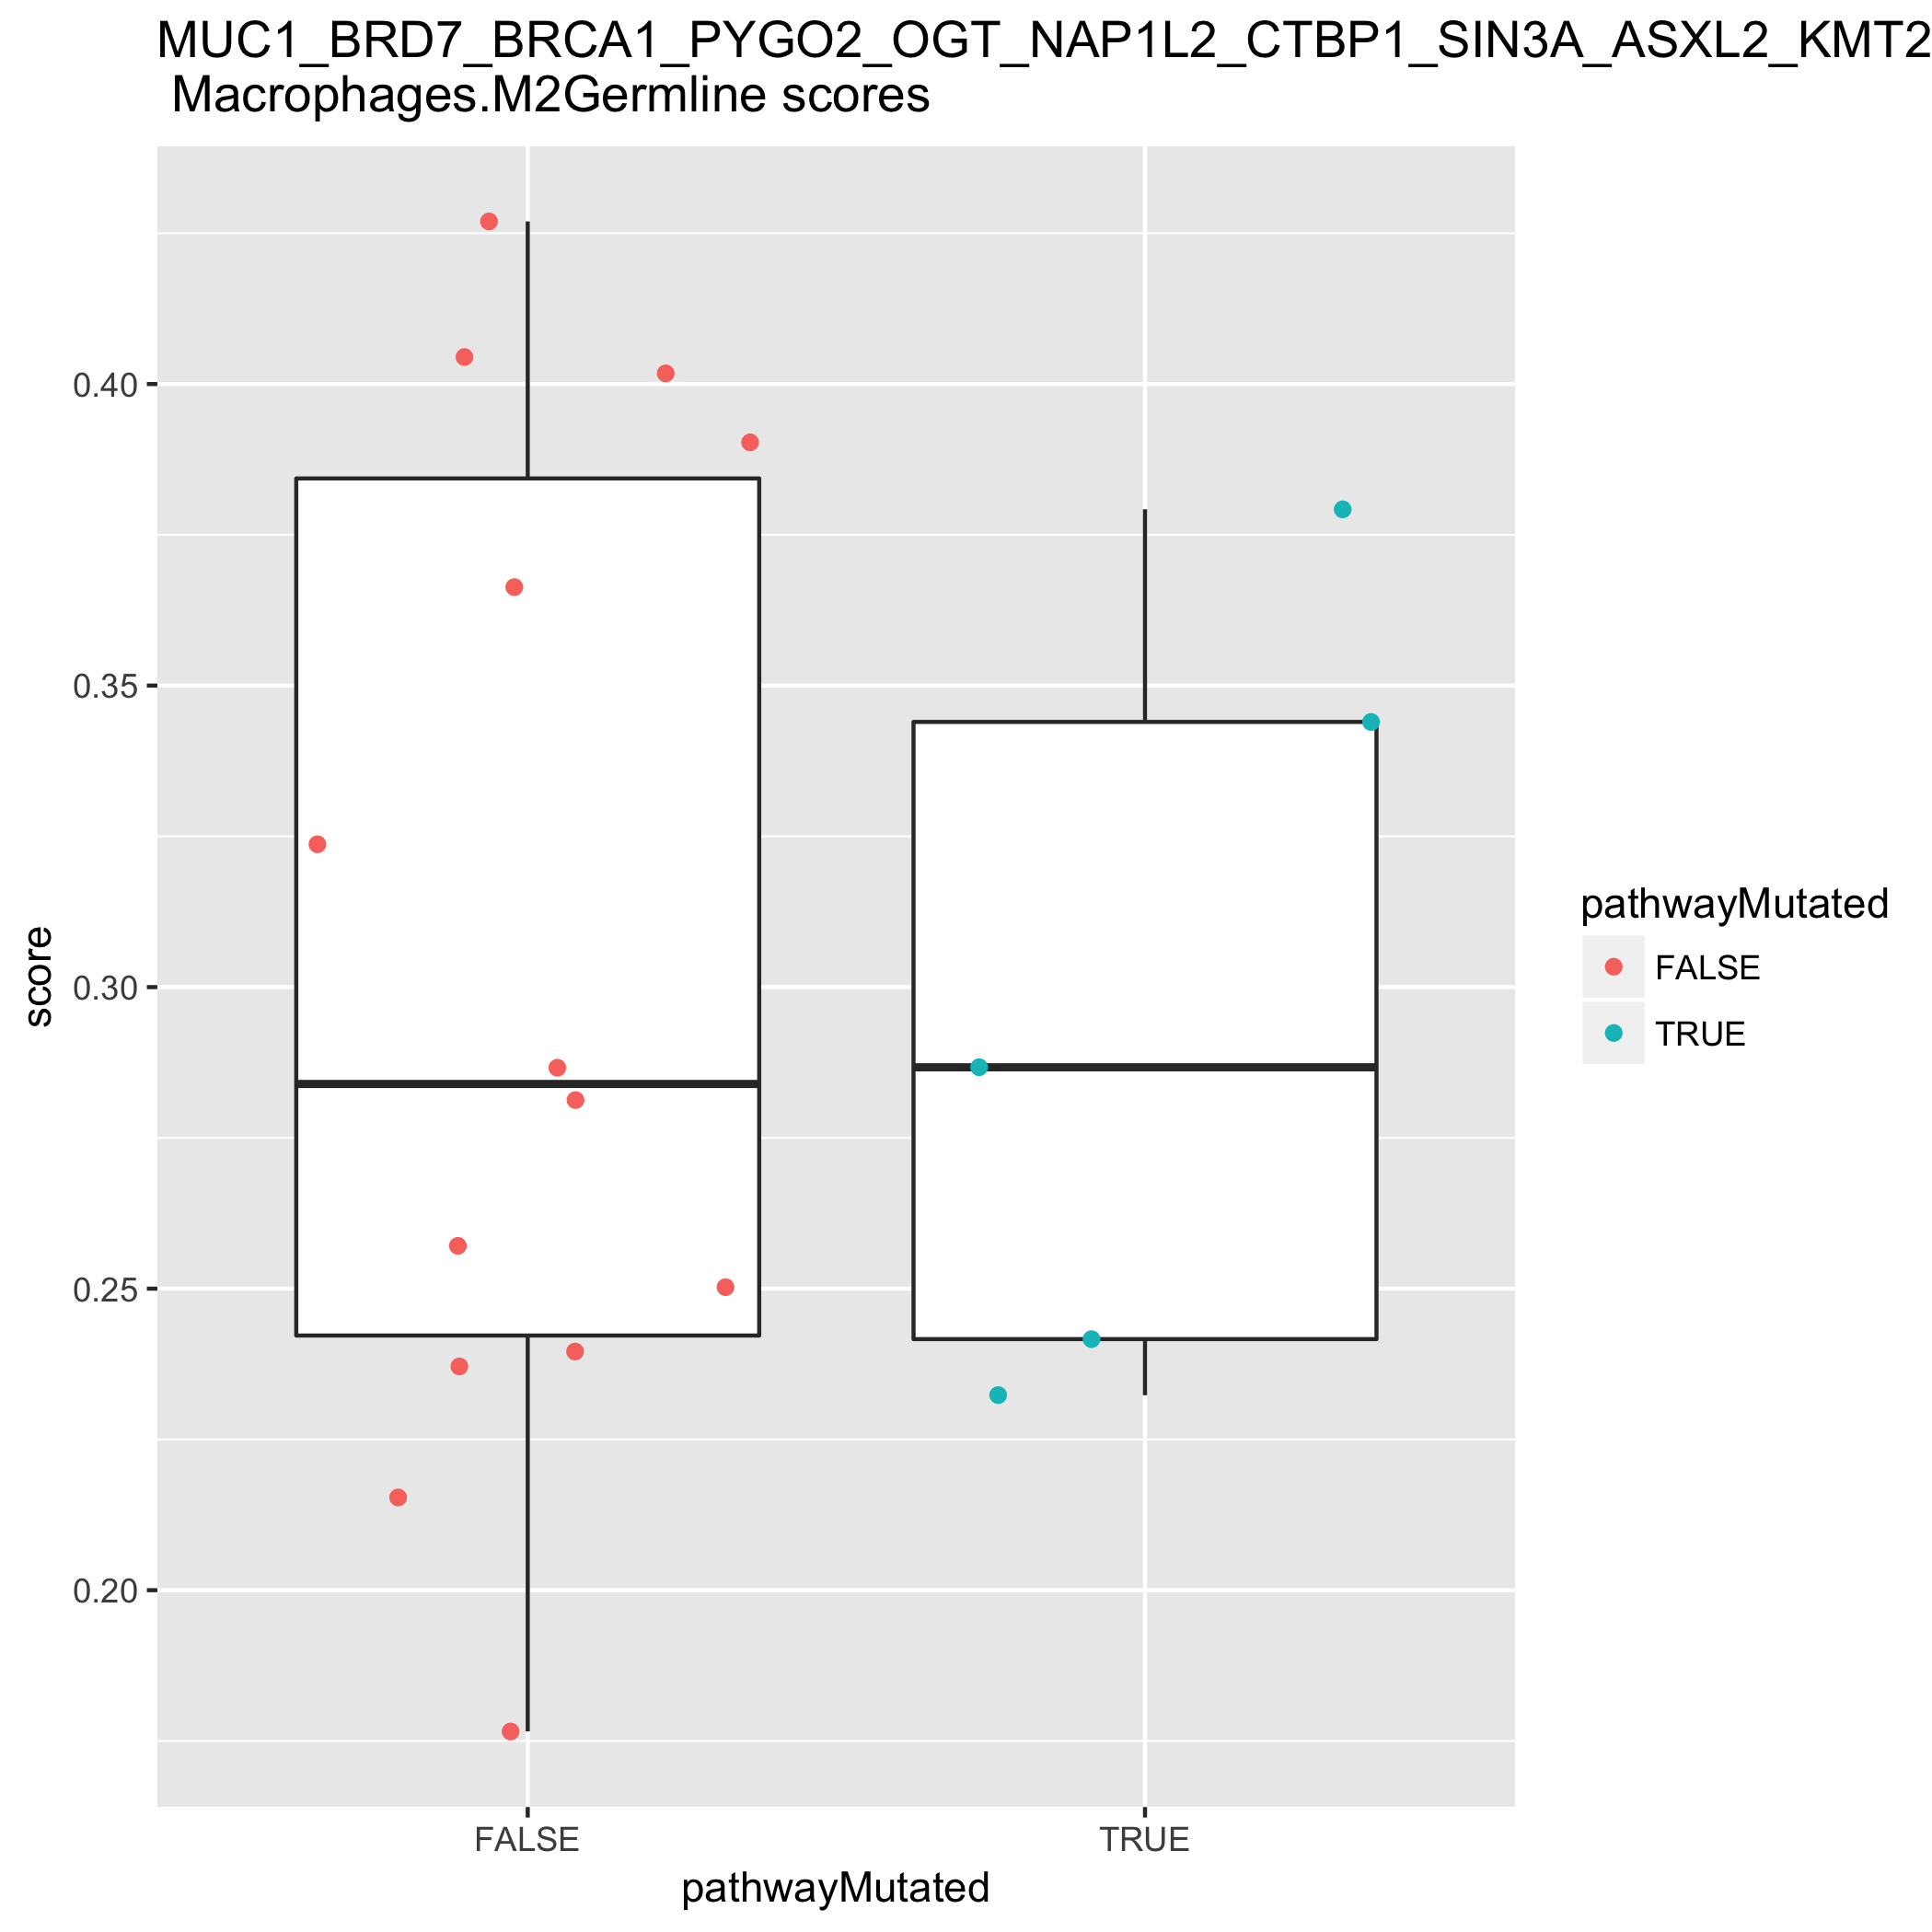 MUC1_BRD7_BRCA1_PYGO2_OGT_NAP1L2_CTBP1_SIN3A_ASXL2_KMT2
Macrophages.M2Germline scores
0.40
0.35
0.30
0.25
0.20
score
FALSE
TRUE
pathwayMutated
pathwayMutated
FALSE
TRUE